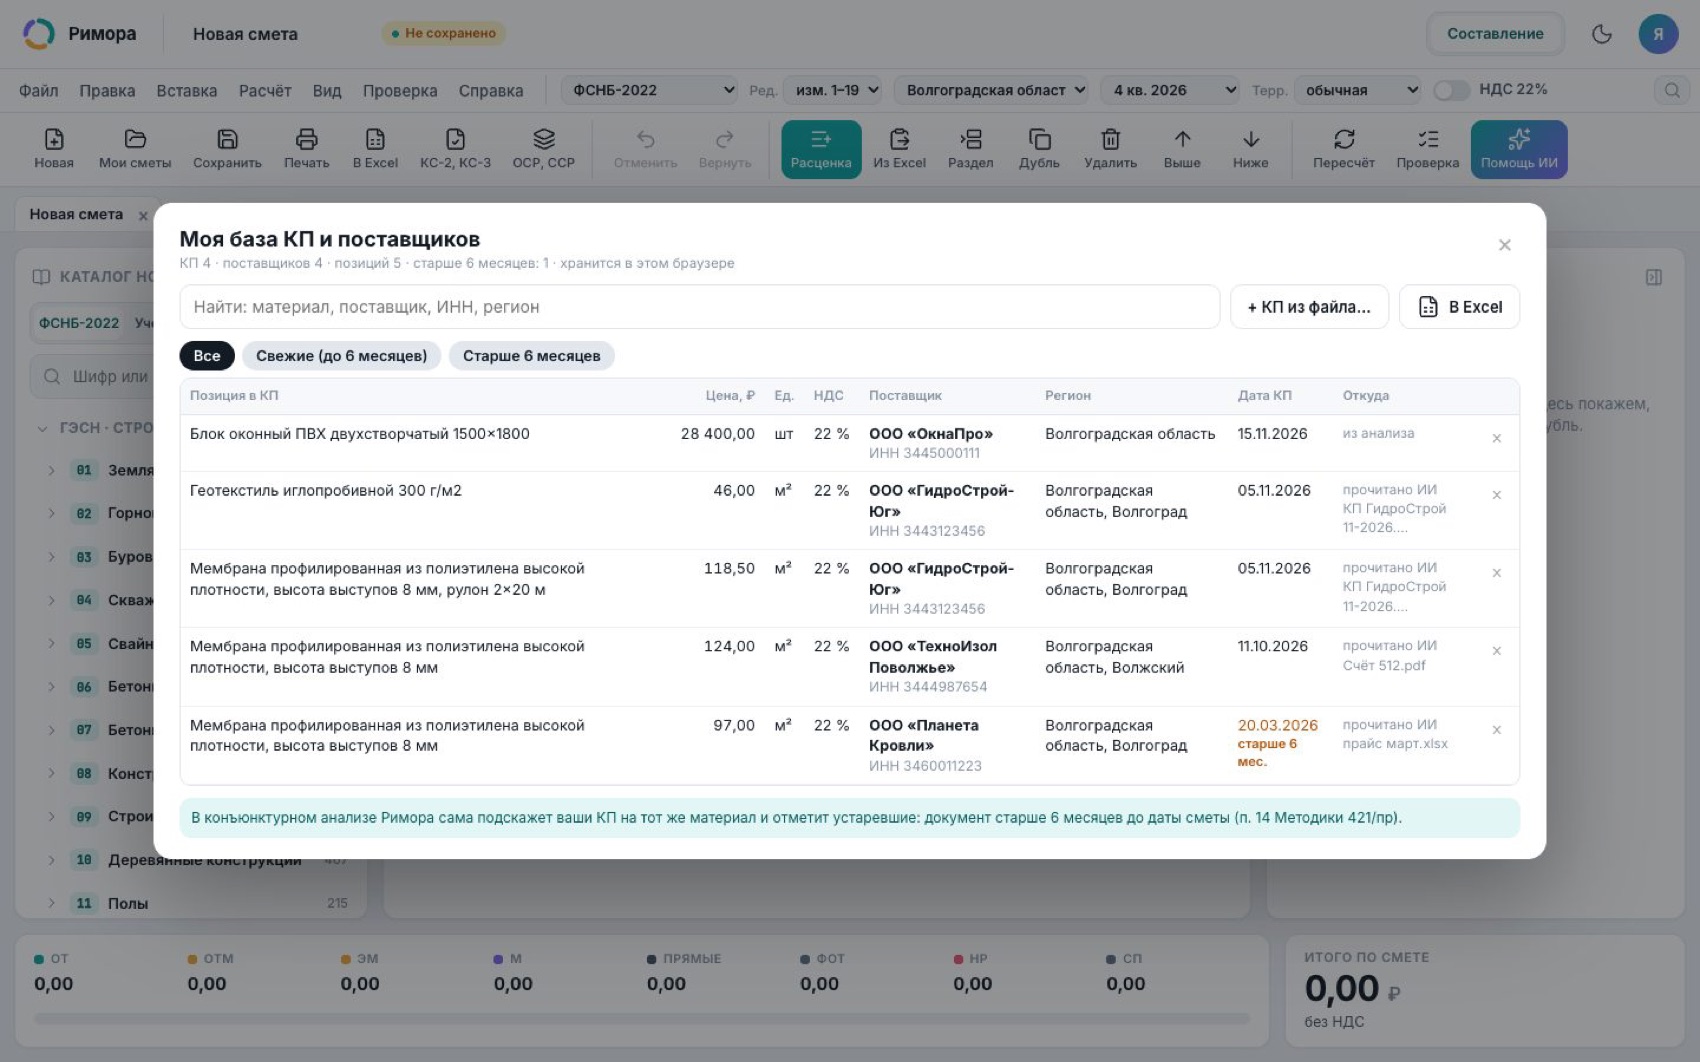 Римора
Новая смета
Не сохранено
Составление
Я
Файл
Правка
Вставка
Расчёт
Вид
Проверка
Справка
ФСНБ-2022
Ред.
изм. 1–19
Волгоградская област
4 кв. 2026
Терр.
обычная
НДС 22%
Новая
Мои сметы
Сохранить
Печать
В Excel
КС-2, КС-3
ОСР, ССР
Отменить
Вернуть
Расценка
Из Excel
Раздел
Дубль
Удалить
Выше
Ниже
Пересчёт
Проверка
Помощь ИИ
Новая смета ×
КАТАЛОГ
ФСНБ-2022
Шифр или
ГЭСН · СТРО
01 Земля
02 Горно
03 Буров
04 Скваж
05 Свайн
06 Бетон
07 Бетон
08 Конст
09 Строи
10 Деревянные конструкции
11 Полы 215
покажем,
Моя база КП и поставщиков
КП 4 · поставщиков 4 · позиций 5 · старше 6 месяцев: 1 · хранится в этом браузере
×
Найти: материал, поставщик, ИНН, регион
+ КП из файла…
В Excel
Все
Свежие (до 6 месяцев)
Старше 6 месяцев
Позиция в КП Цена, ₽ Ед. НДС Поставщик Регион Дата КП Откуда
Блок оконный ПВХ двухстворчатый 1500×1800 28 400,00 шт 22 % ООО «ОкнаПро» Волгоградская область 15.11.2026 из анализа ×
ИНН 3445000111
Геотекстиль иглопробивной 300 г/м2 46,00 м² 22 % ООО «ГидроСтрой- Волгоградская 05.11.2026 прочитано ИИ ×
Юг» область, Волгоград КП ГидроСтрой
ИНН 3443123456 11-2026.…
Мембрана профилированная из полиэтилена высокой 118,50 м² 22 % ООО «ГидроСтрой- Волгоградская 05.11.2026 прочитано ИИ ×
плотности, высота выступов 8 мм, рулон 2×20 м Юг» область, Волгоград КП ГидроСтрой
ИНН 3443123456 11-2026.…
Мембрана профилированная из полиэтилена высокой 124,00 м² 22 % ООО «ТехноИзол Волгоградская 11.10.2026 прочитано ИИ ×
плотности, высота выступов 8 мм Поволжье» область, Волжский Счёт 512.pdf
ИНН 3444987654
Мембрана профилированная из полиэтилена высокой 97,00 м² 22 % ООО «Планета Волгоградская 20.03.2026 прочитано ИИ ×
плотности, высота выступов 8 мм Кровли» область, Волгоград старше 6 прайс март.xlsx
ИНН 3460011223 мес.
В конъюнктурном анализе Римора сама подскажет ваши КП на тот же материал и отметит устаревшие: документ старше 6 месяцев до даты сметы (п. 14 Методики 421/пр).
ОТ ОТМ ЭМ М ПРЯМЫЕ ФОТ НР СП
0,00 0,00 0,00 0,00 0,00 0,00 0,00 0,00
ИТОГО ПО СМЕТЕ
0,00 ₽
без НДС